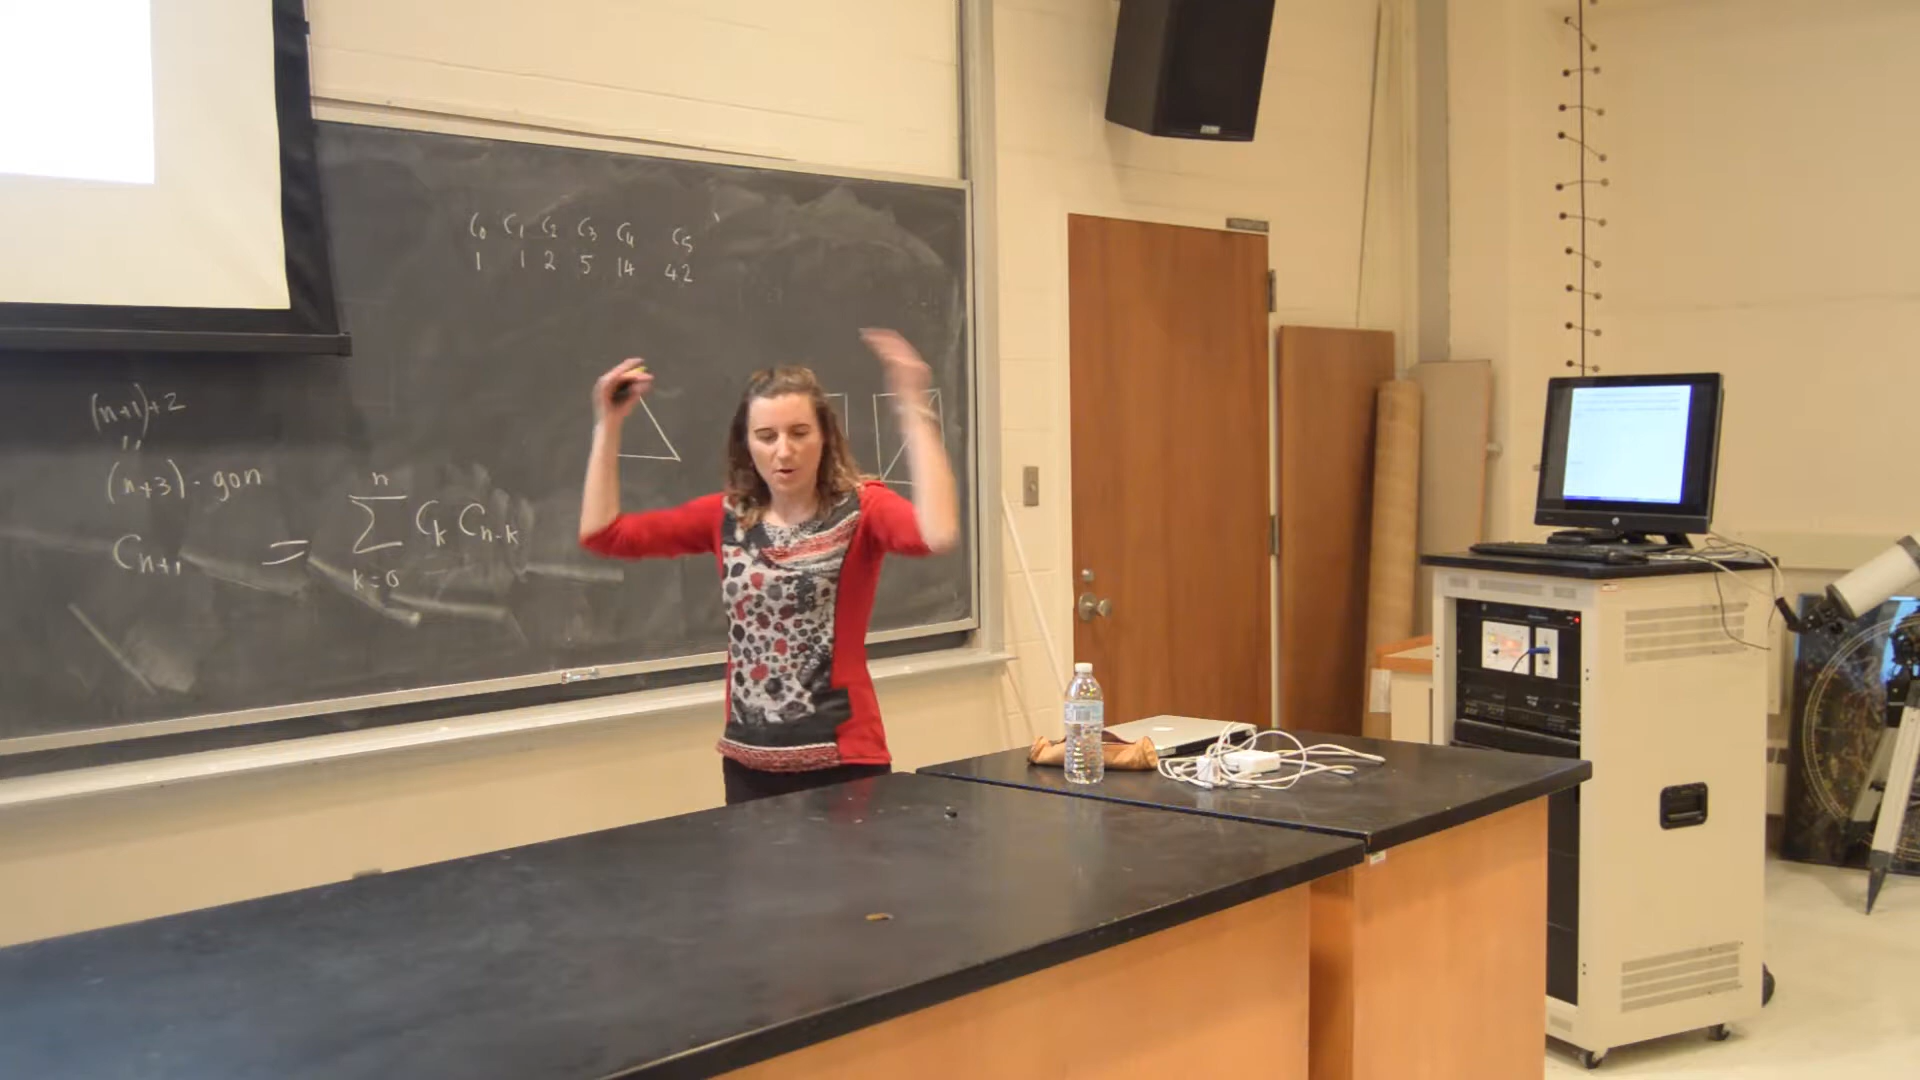 C₀ C₁ C₂ C₃ C₄ C₅
1 1 2 5 14 42
(n+1)+2
"
(n+3)-gon
n
Cₙ₊₁ = ∑ Cₖ Cₙ₋ₖ
k=0